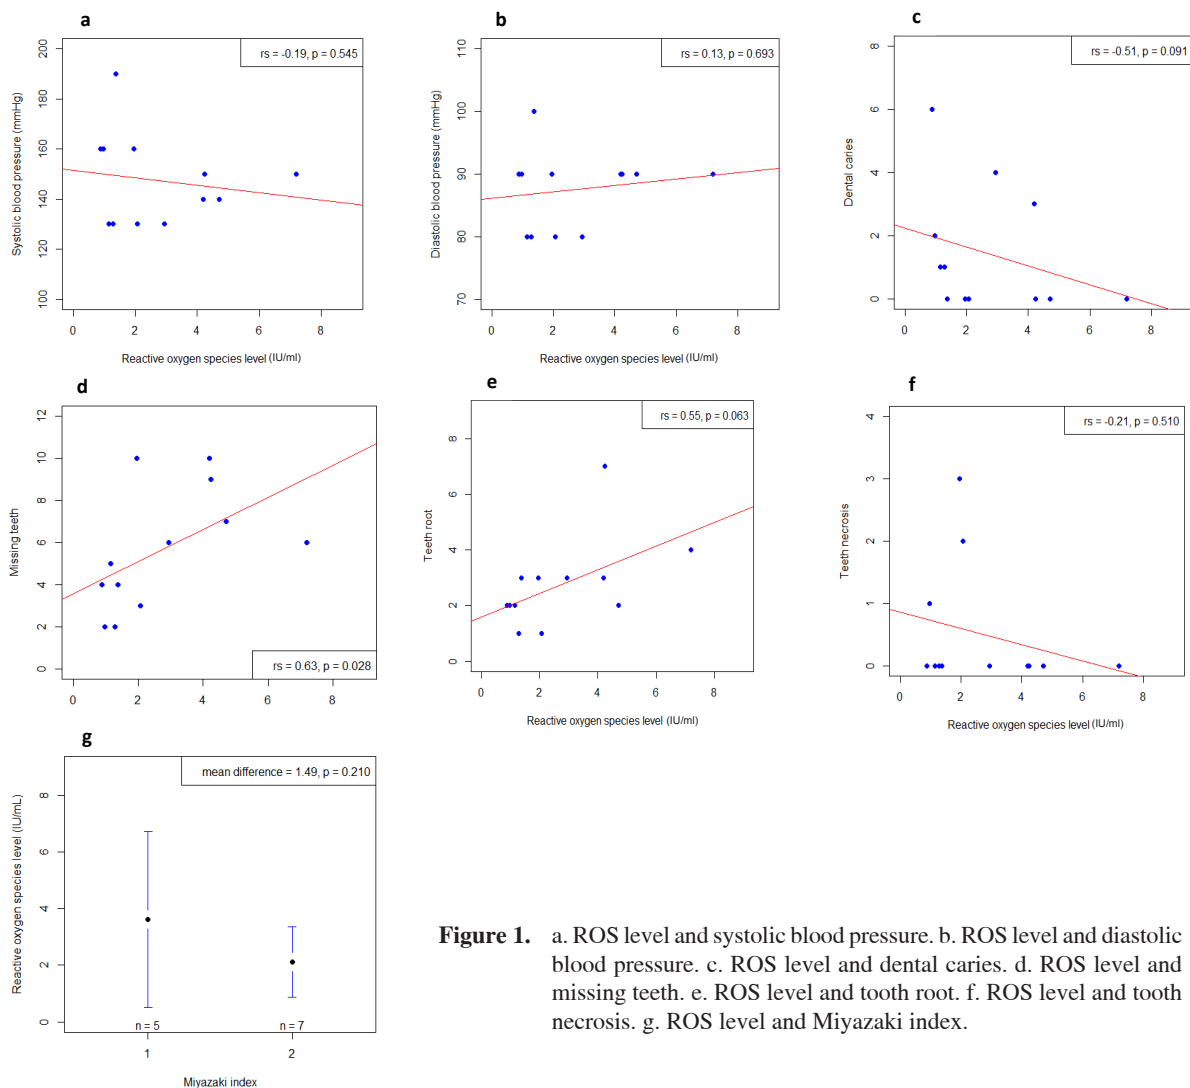 a
rs = -0.19, p = 0.545
Systolic blood pressure (mmHg)
200
180
160
140
120
100
0 2 4 6 8
Reactive oxygen species level (IU/ml)
b
rs = 0.13, p = 0.693
Diastolic blood pressure (mmHg)
110
100
90
80
70
0 2 4 6 8
Reactive oxygen species level (IU/ml)
c
rs = -0.51, p = 0.091
Dental caries
8
6
4
2
0
0 2 4 6 8
Reactive oxygen species level (IU/ml)
d
Missing teeth
12
10
8
6
4
2
0
rs = 0.63, p = 0.028
0 2 4 6 8
e
rs = 0.55, p = 0.063
Teeth root
8
6
4
2
0
0 2 4 6 8
Reactive oxygen species level (IU/ml)
f
rs = -0.21, p = 0.510
Teeth necrosis
4
3
2
1
0
0 2 4 6 8
Reactive oxygen species level (IU/ml)
g
mean difference = 1.49, p = 0.210
Reactive oxygen species level (IU/mL)
8
6
4
2
0
n = 5 n = 7
1 2
Miyazaki index
Figure 1. a. ROS level and systolic blood pressure. b. ROS level and diastolic
blood pressure. c. ROS level and dental caries. d. ROS level and
missing teeth. e. ROS level and tooth root. f. ROS level and tooth
necrosis. g. ROS level and Miyazaki index.